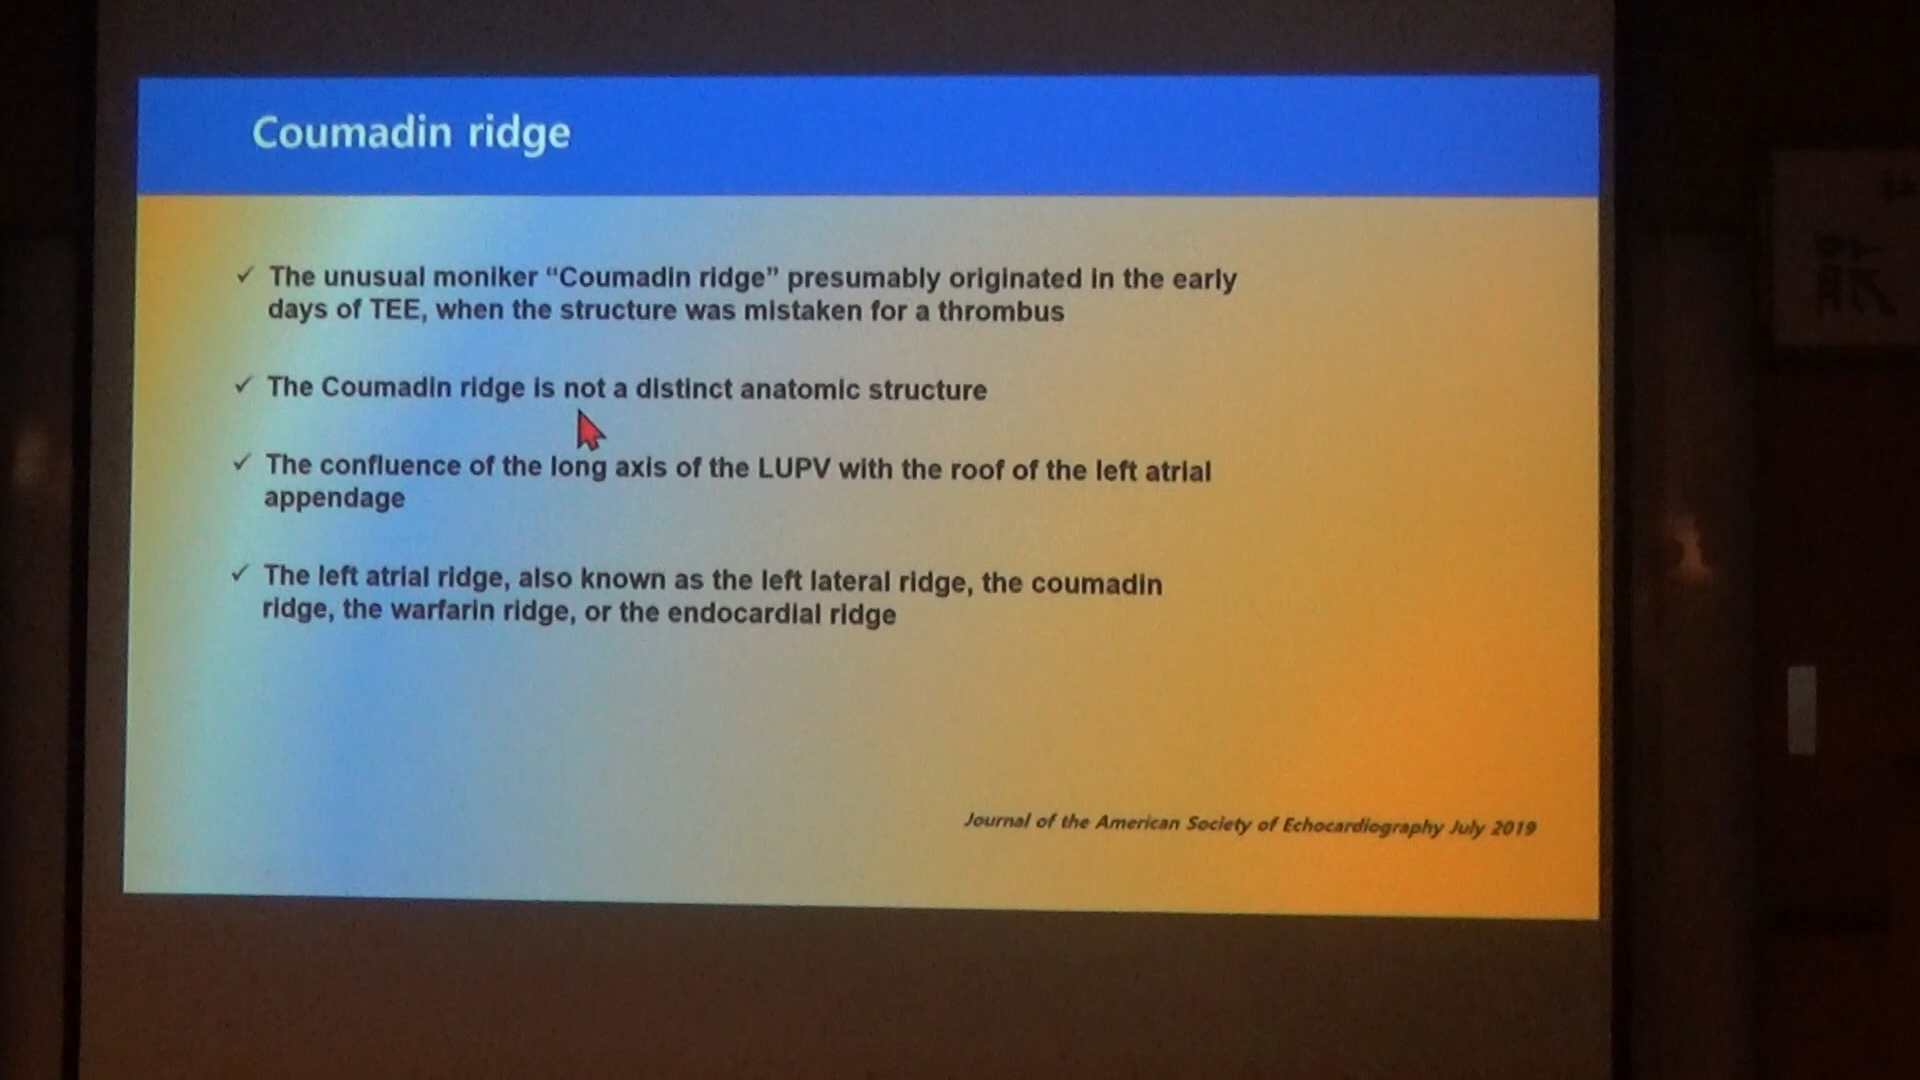 Coumadin ridge
✓ The unusual moniker “Coumadin ridge” presumably originated in the early
days of TEE, when the structure was mistaken for a thrombus
✓ The Coumadin ridge is not a distinct anatomic structure
✓ The confluence of the long axis of the LUPV with the roof of the left atrial
appendage
✓ The left atrial ridge, also known as the left lateral ridge, the coumadin
ridge, the warfarin ridge, or the endocardial ridge
Journal of the American Society of Echocardiography July 2019